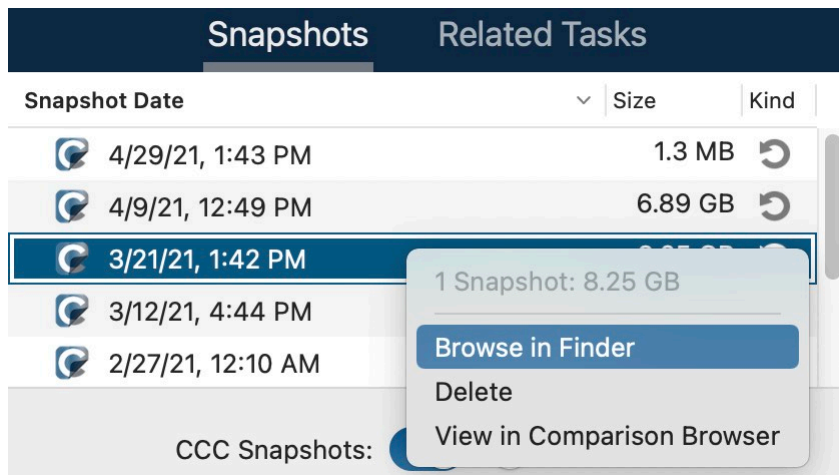 Snapshots Related Tasks
Snapshot Date Size Kind
4/29/21, 1:43 PM 1.3 MB
4/9/21, 12:49 PM 6.89 GB
3/21/21, 1:42 PM
1 Snapshot: 8.25 GB
3/12/21, 4:44 PM
Browse in Finder
2/27/21, 12:10 AM
Delete
View in Comparison Browser
CCC Snapshots: